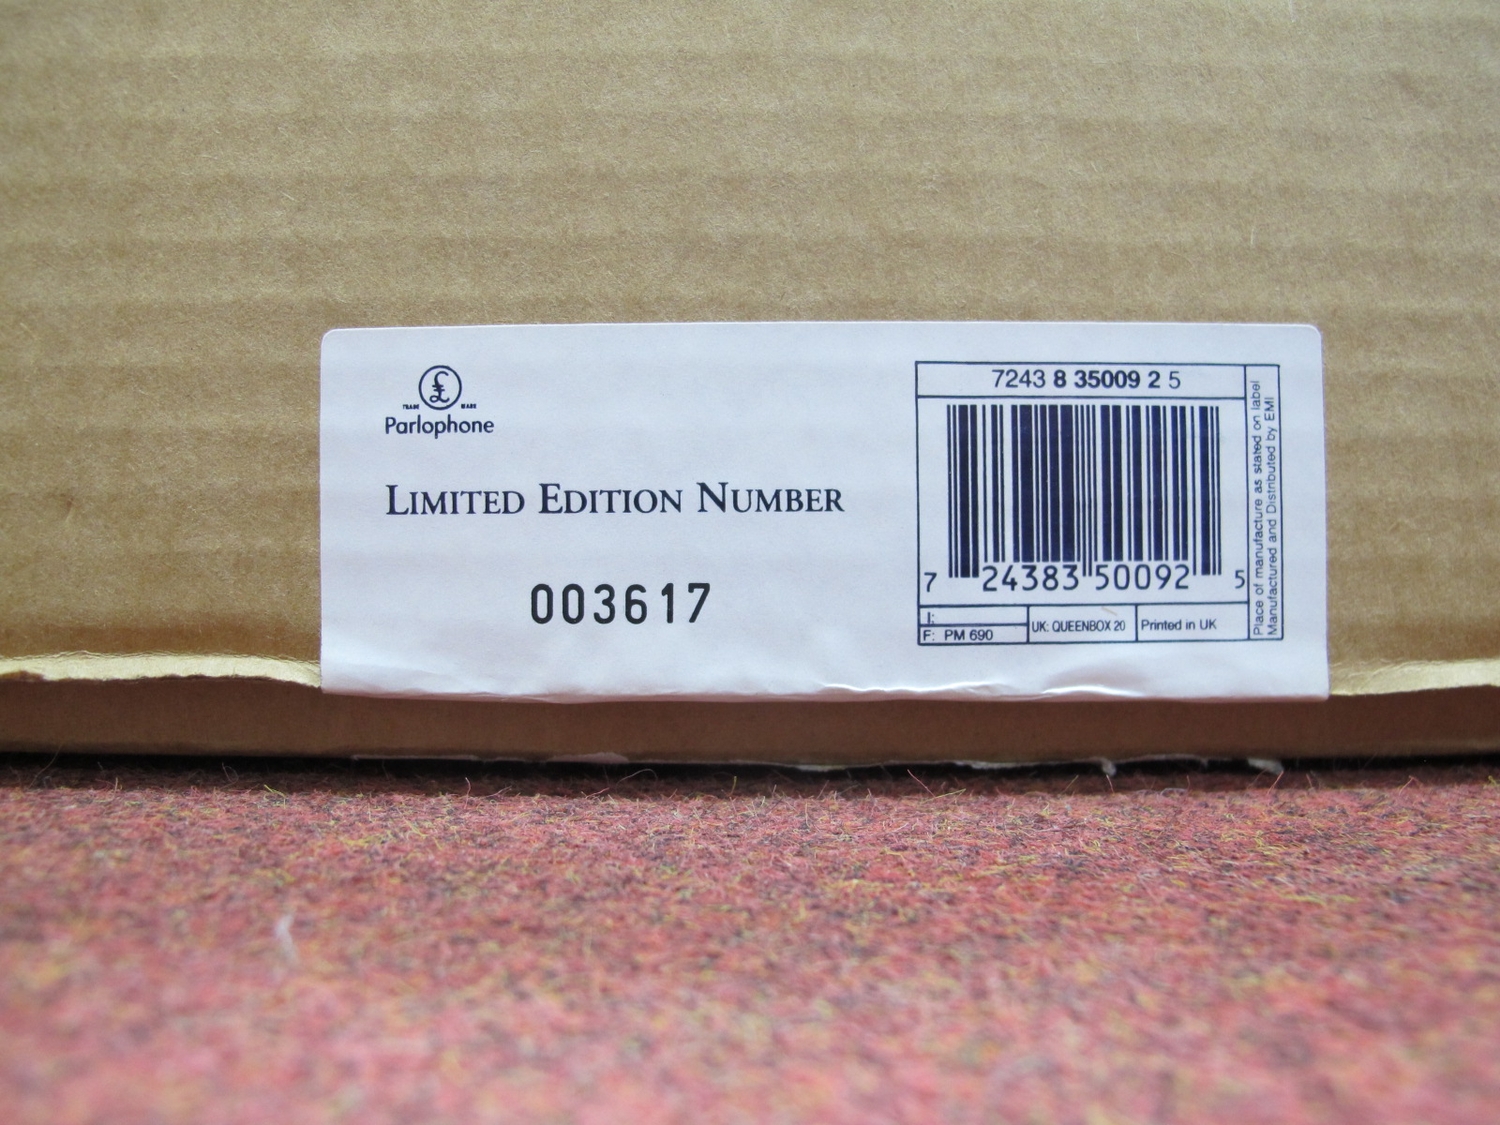 £
TRADE MARK
Parlophone
LIMITED EDITION NUMBER
003617
7243 8 35009 2 5
7 24383 50092 5
I:
F: PM 690
UK: QUEENBOX 20
Printed in UK
Place of manufacture as stated on label
Manufactured and Distributed by EMI